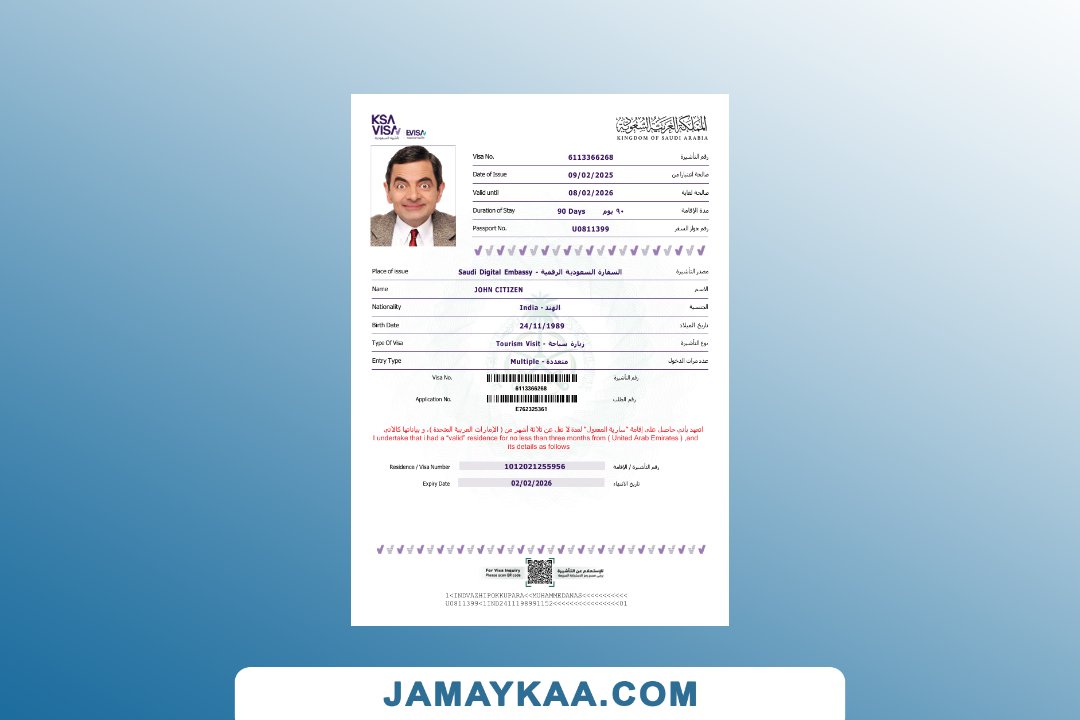 KSA
VISA
تأشيرة السعودية
EVISA
المملكة العربية السعودية
KINGDOM OF SAUDI ARABIA
Visa No. 6113366268 رقم التأشيرة
Date of Issue 09/02/2025 صالحة اعتبارا من
Valid until 08/02/2026 صالحة لغاية
Duration of Stay 90 Days ٩٠ يوم مدة الإقامة
Passport No. U0811399 رقم جواز السفر
Place of issue Saudi Digital Embassy - السفارة السعودية الرقمية مصدر التأشيرة
Name JOHN CITIZEN الاسم
Nationality India - الهند الجنسية
Birth Date 24/11/1989 تاريخ الميلاد
Type Of Visa Tourism Visit - زيارة سياحة نوع التأشيرة
Entry Type Multiple - متعددة عدد مرات الدخول
Visa No. رقم التأشيرة
6113366268
Application No. رقم الطلب
E762325361
اتعهد بأني حاصل على إقامة "سارية المفعول" لمدة لا تقل عن ثلاثة أشهر من ( الإمارات العربية المتحدة )، و بياناتها كالآتي
I undertake that i had a "valid" residence for no less than three months from ( United Arab Emirates ) ,and
its details as follows
Residence / Visa Number 1012021255956 رقم التأشيرة / الإقامة
Expiry Date 02/02/2026 تاريخ الانتهاء
For Visa Inquiry للإستعلام عن التأشيرة
Please scan QR code
1<INDVAZHIPOKKUPARA<<MUHAMMEDANAS<<<<<<<<<<<
U0811399<1IND2411198991152<<<<<<<<<<<<<<<<01
JAMAYKAA.COM